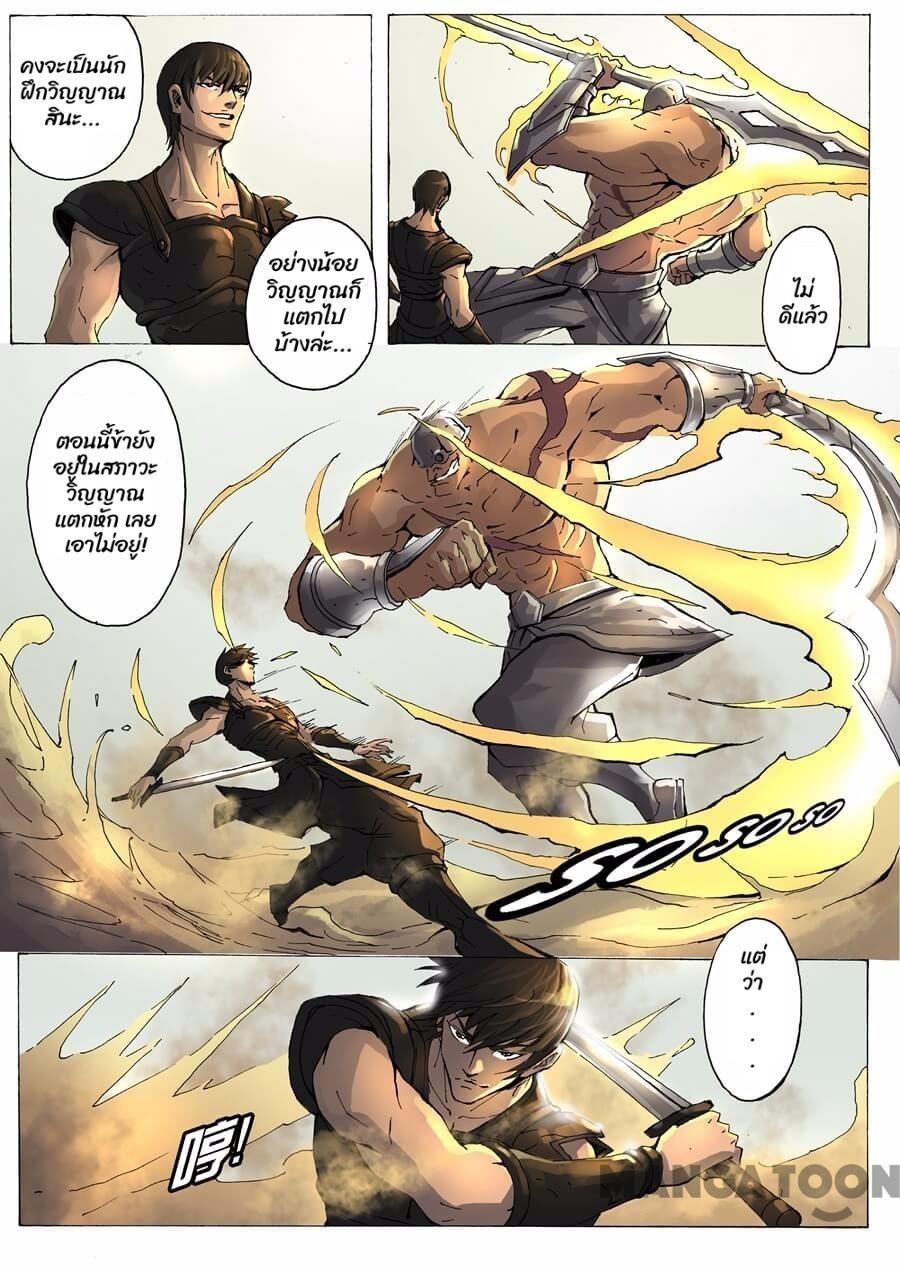 คงจะเป็นนัก
ฝึกวิญญาณ
สินะ...
อย่างน้อย
วิญญาณก็
แตกไป
บ้างล่ะ...
ไม่
ดีแล้ว
ตอนนี้ข้ายัง
อยู่ในสภาวะ
วิญญาณ
แตกหัก เลย
เอาไม่อยู่!
SO SO SO
แต่
ว่า
.
.
.
.
哼!
MANGATOON